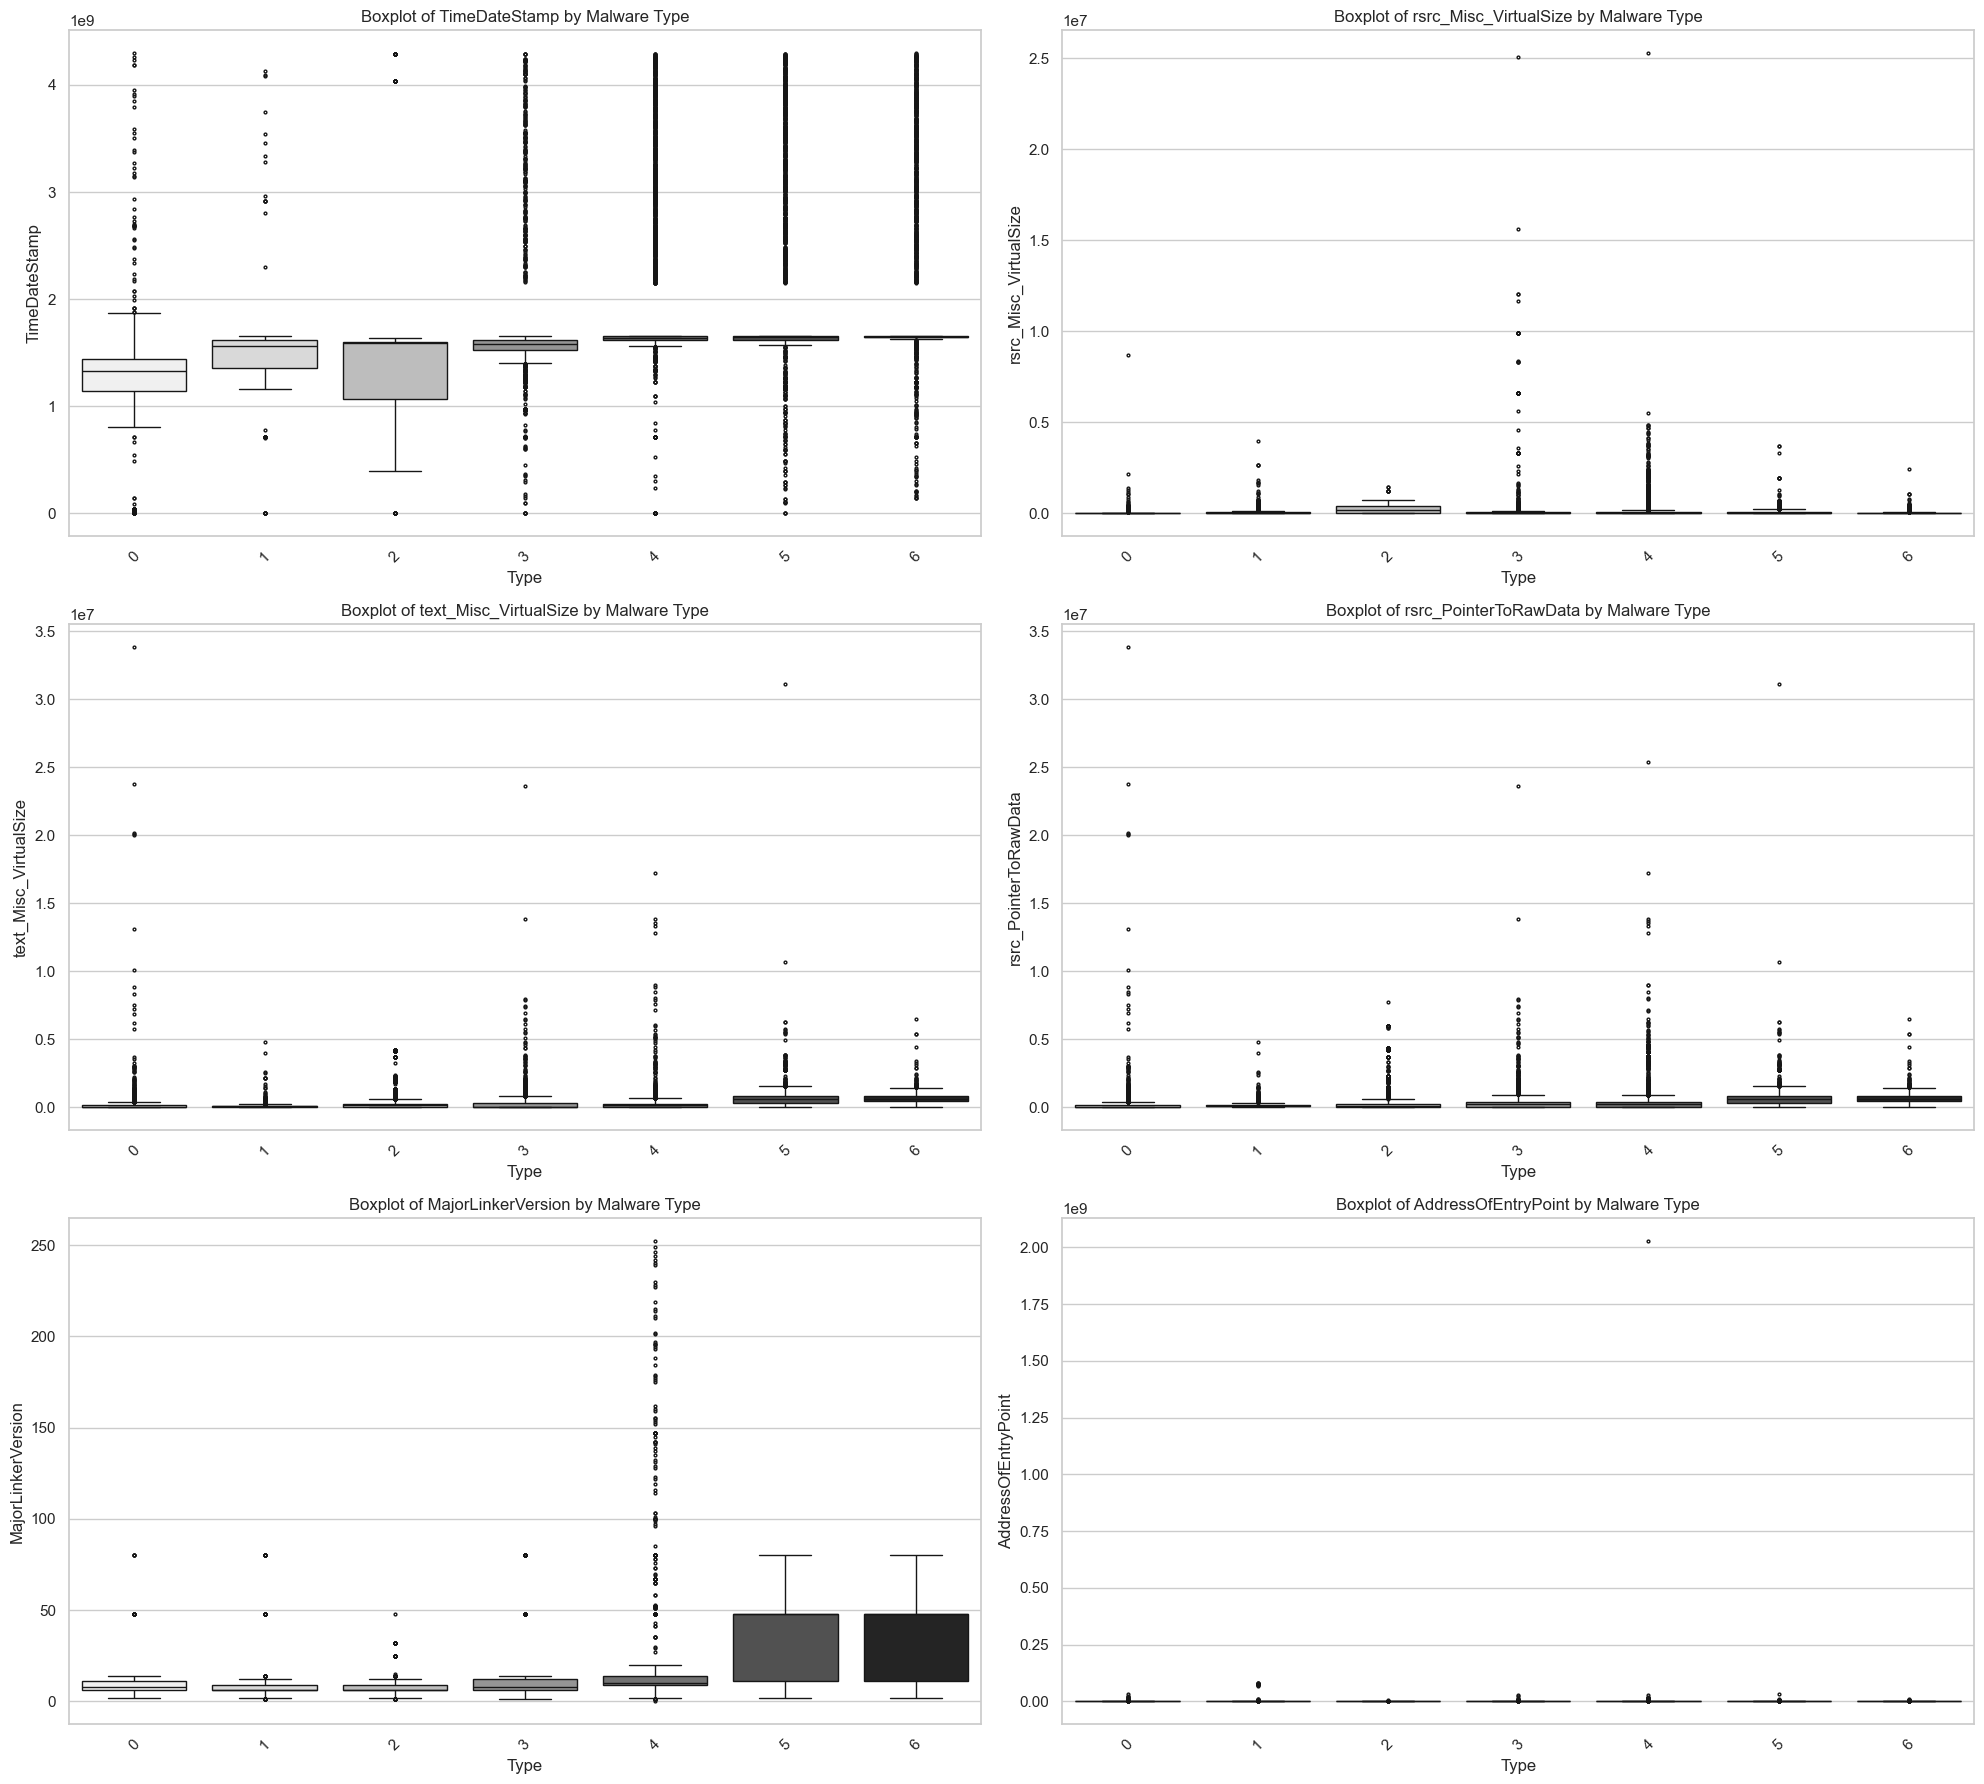 Boxplot of TimeDateStamp by Malware Type
1e9
4
3
2
1
0
TimeDateStamp
0 1 2 3 4 5 6
Type
Boxplot of rsrc_Misc_VirtualSize by Malware Type
1e7
2.5
2.0
1.5
1.0
0.5
0.0
rsrc_Misc_VirtualSize
0 1 2 3 4 5 6
Type
Boxplot of text_Misc_VirtualSize by Malware Type
1e7
3.5
3.0
2.5
2.0
1.5
1.0
0.5
0.0
text_Misc_VirtualSize
0 1 2 3 4 5 6
Type
Boxplot of rsrc_PointerToRawData by Malware Type
1e7
3.5
3.0
2.5
2.0
1.5
1.0
0.5
0.0
rsrc_PointerToRawData
0 1 2 3 4 5 6
Type
Boxplot of MajorLinkerVersion by Malware Type
250
200
150
100
50
0
MajorLinkerVersion
0 1 2 3 4 5 6
Type
Boxplot of AddressOfEntryPoint by Malware Type
1e9
2.00
1.75
1.50
1.25
1.00
0.75
0.50
0.25
0.00
AddressOfEntryPoint
0 1 2 3 4 5 6
Type